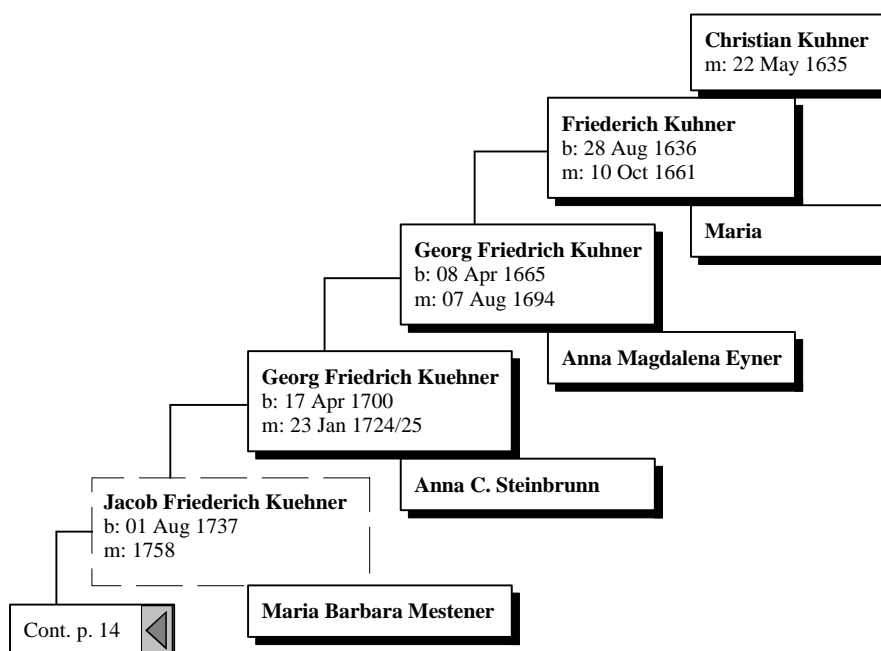 Christian Kuhner
m: 22 May 1635
Friederich Kuhner
b: 28 Aug 1636
m: 10 Oct 1661
Maria
Georg Friedrich Kuhner
b: 08 Apr 1665
m: 07 Aug 1694
Anna Magdalena Eyner
Georg Friedrich Kuehner
b: 17 Apr 1700
m: 23 Jan 1724/25
Anna C. Steinbrunn
Jacob Friederich Kuehner
b: 01 Aug 1737
m: 1758
Maria Barbara Mestener
Cont. p. 14